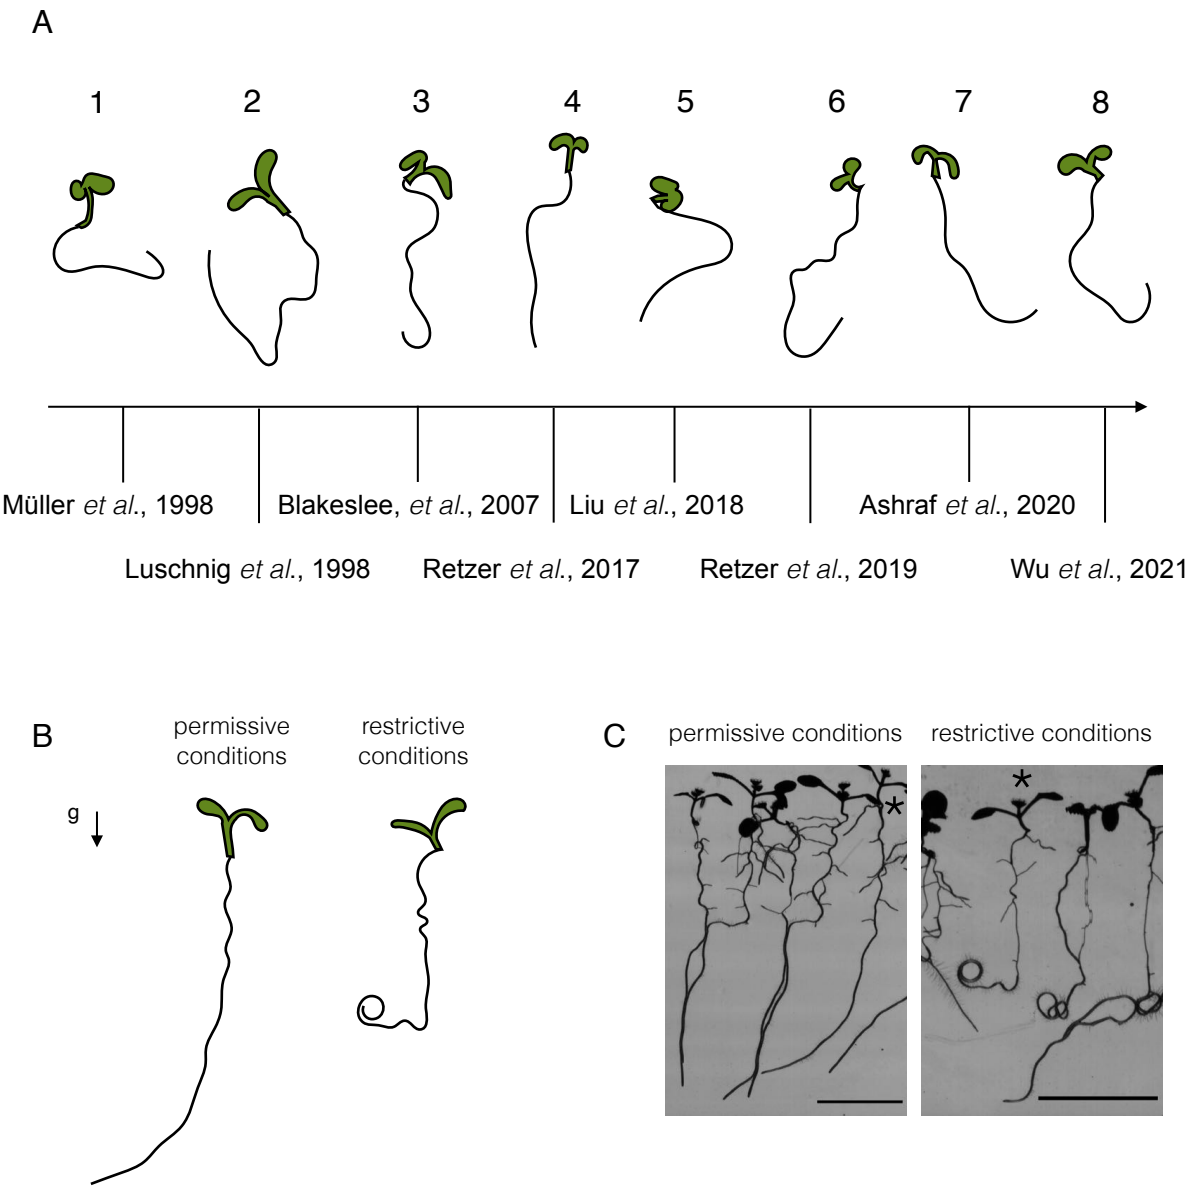 A
1 2 3 4 5 6 7 8
Müller et al., 1998 Blakeslee, et al., 2007 Liu et al., 2018 Ashraf et al., 2020
Luschnig et al., 1998 Retzer et al., 2017 Retzer et al., 2019 Wu et al., 2021
B
permissive
conditions
restrictive
conditions
g
C
permissive conditions
restrictive conditions
*
*